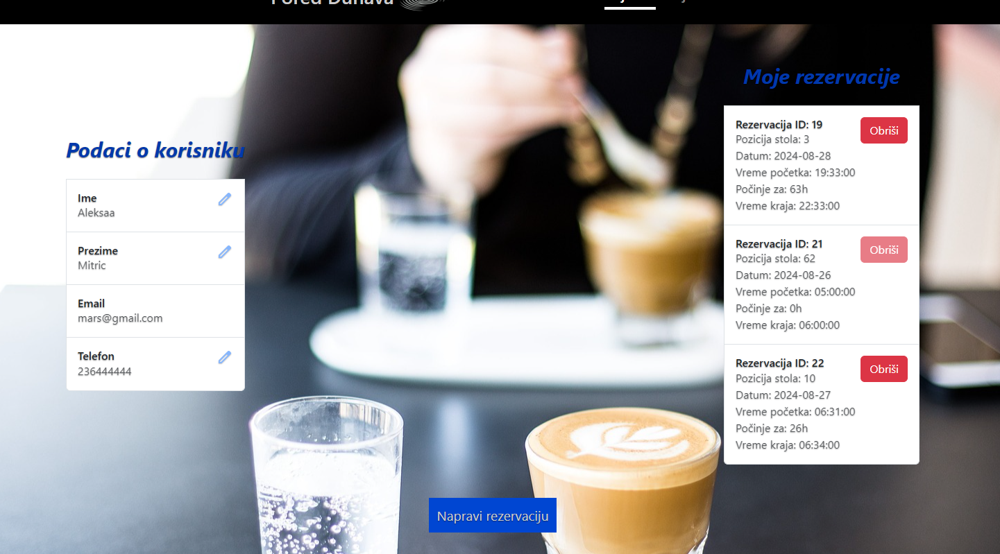 Pored Dunava
Podaci o korisniku
Ime
Aleksaa
Prezime
Mitric
Email
mars@gmail.com
Telefon
236444444
Moje rezervacije
Rezervacija ID: 19
Obriši
Pozicija stola: 3
Datum: 2024-08-28
Vreme početka: 19:33:00
Počinje za: 63h
Vreme kraja: 22:33:00
Rezervacija ID: 21
Obriši
Pozicija stola: 62
Datum: 2024-08-26
Vreme početka: 05:00:00
Počinje za: 0h
Vreme kraja: 06:00:00
Rezervacija ID: 22
Obriši
Pozicija stola: 10
Datum: 2024-08-27
Vreme početka: 06:31:00
Počinje za: 26h
Vreme kraja: 06:34:00
Napravi rezervaciju